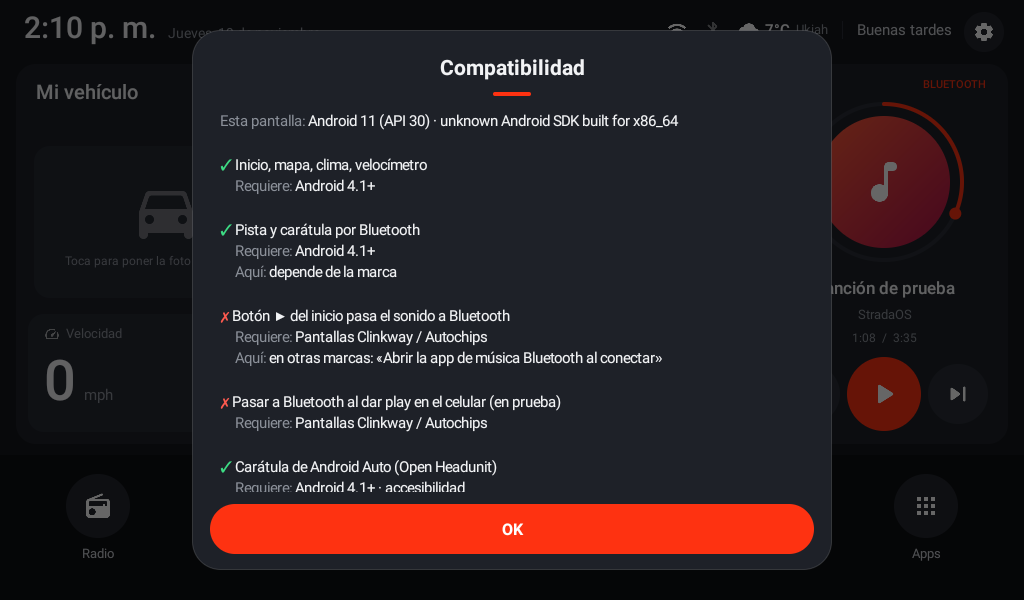 2:10 p. m.
7°C Ukiah
Buenas tardes
Mi vehículo
BLUETOOTH
Compatibilidad
Esta pantalla: Android 11 (API 30) · unknown Android SDK built for x86_64
✓ Inicio, mapa, clima, velocímetro
Requiere: Android 4.1+
✓ Pista y carátula por Bluetooth
Requiere: Android 4.1+
Aquí: depende de la marca
✗ Botón ► del inicio pasa el sonido a Bluetooth
Requiere: Pantallas Clinkway / Autochips
Aquí: en otras marcas: «Abrir la app de música Bluetooth al conectar»
✗ Pasar a Bluetooth al dar play en el celular (en prueba)
Requiere: Pantallas Clinkway / Autochips
✓ Carátula de Android Auto (Open Headunit)
Requiere: Android 4.1+ · accesibilidad
OK
Toca para poner la foto
Velocidad
0 mph
de prueba
StradaOS
1:08 / 3:35
Radio
Apps